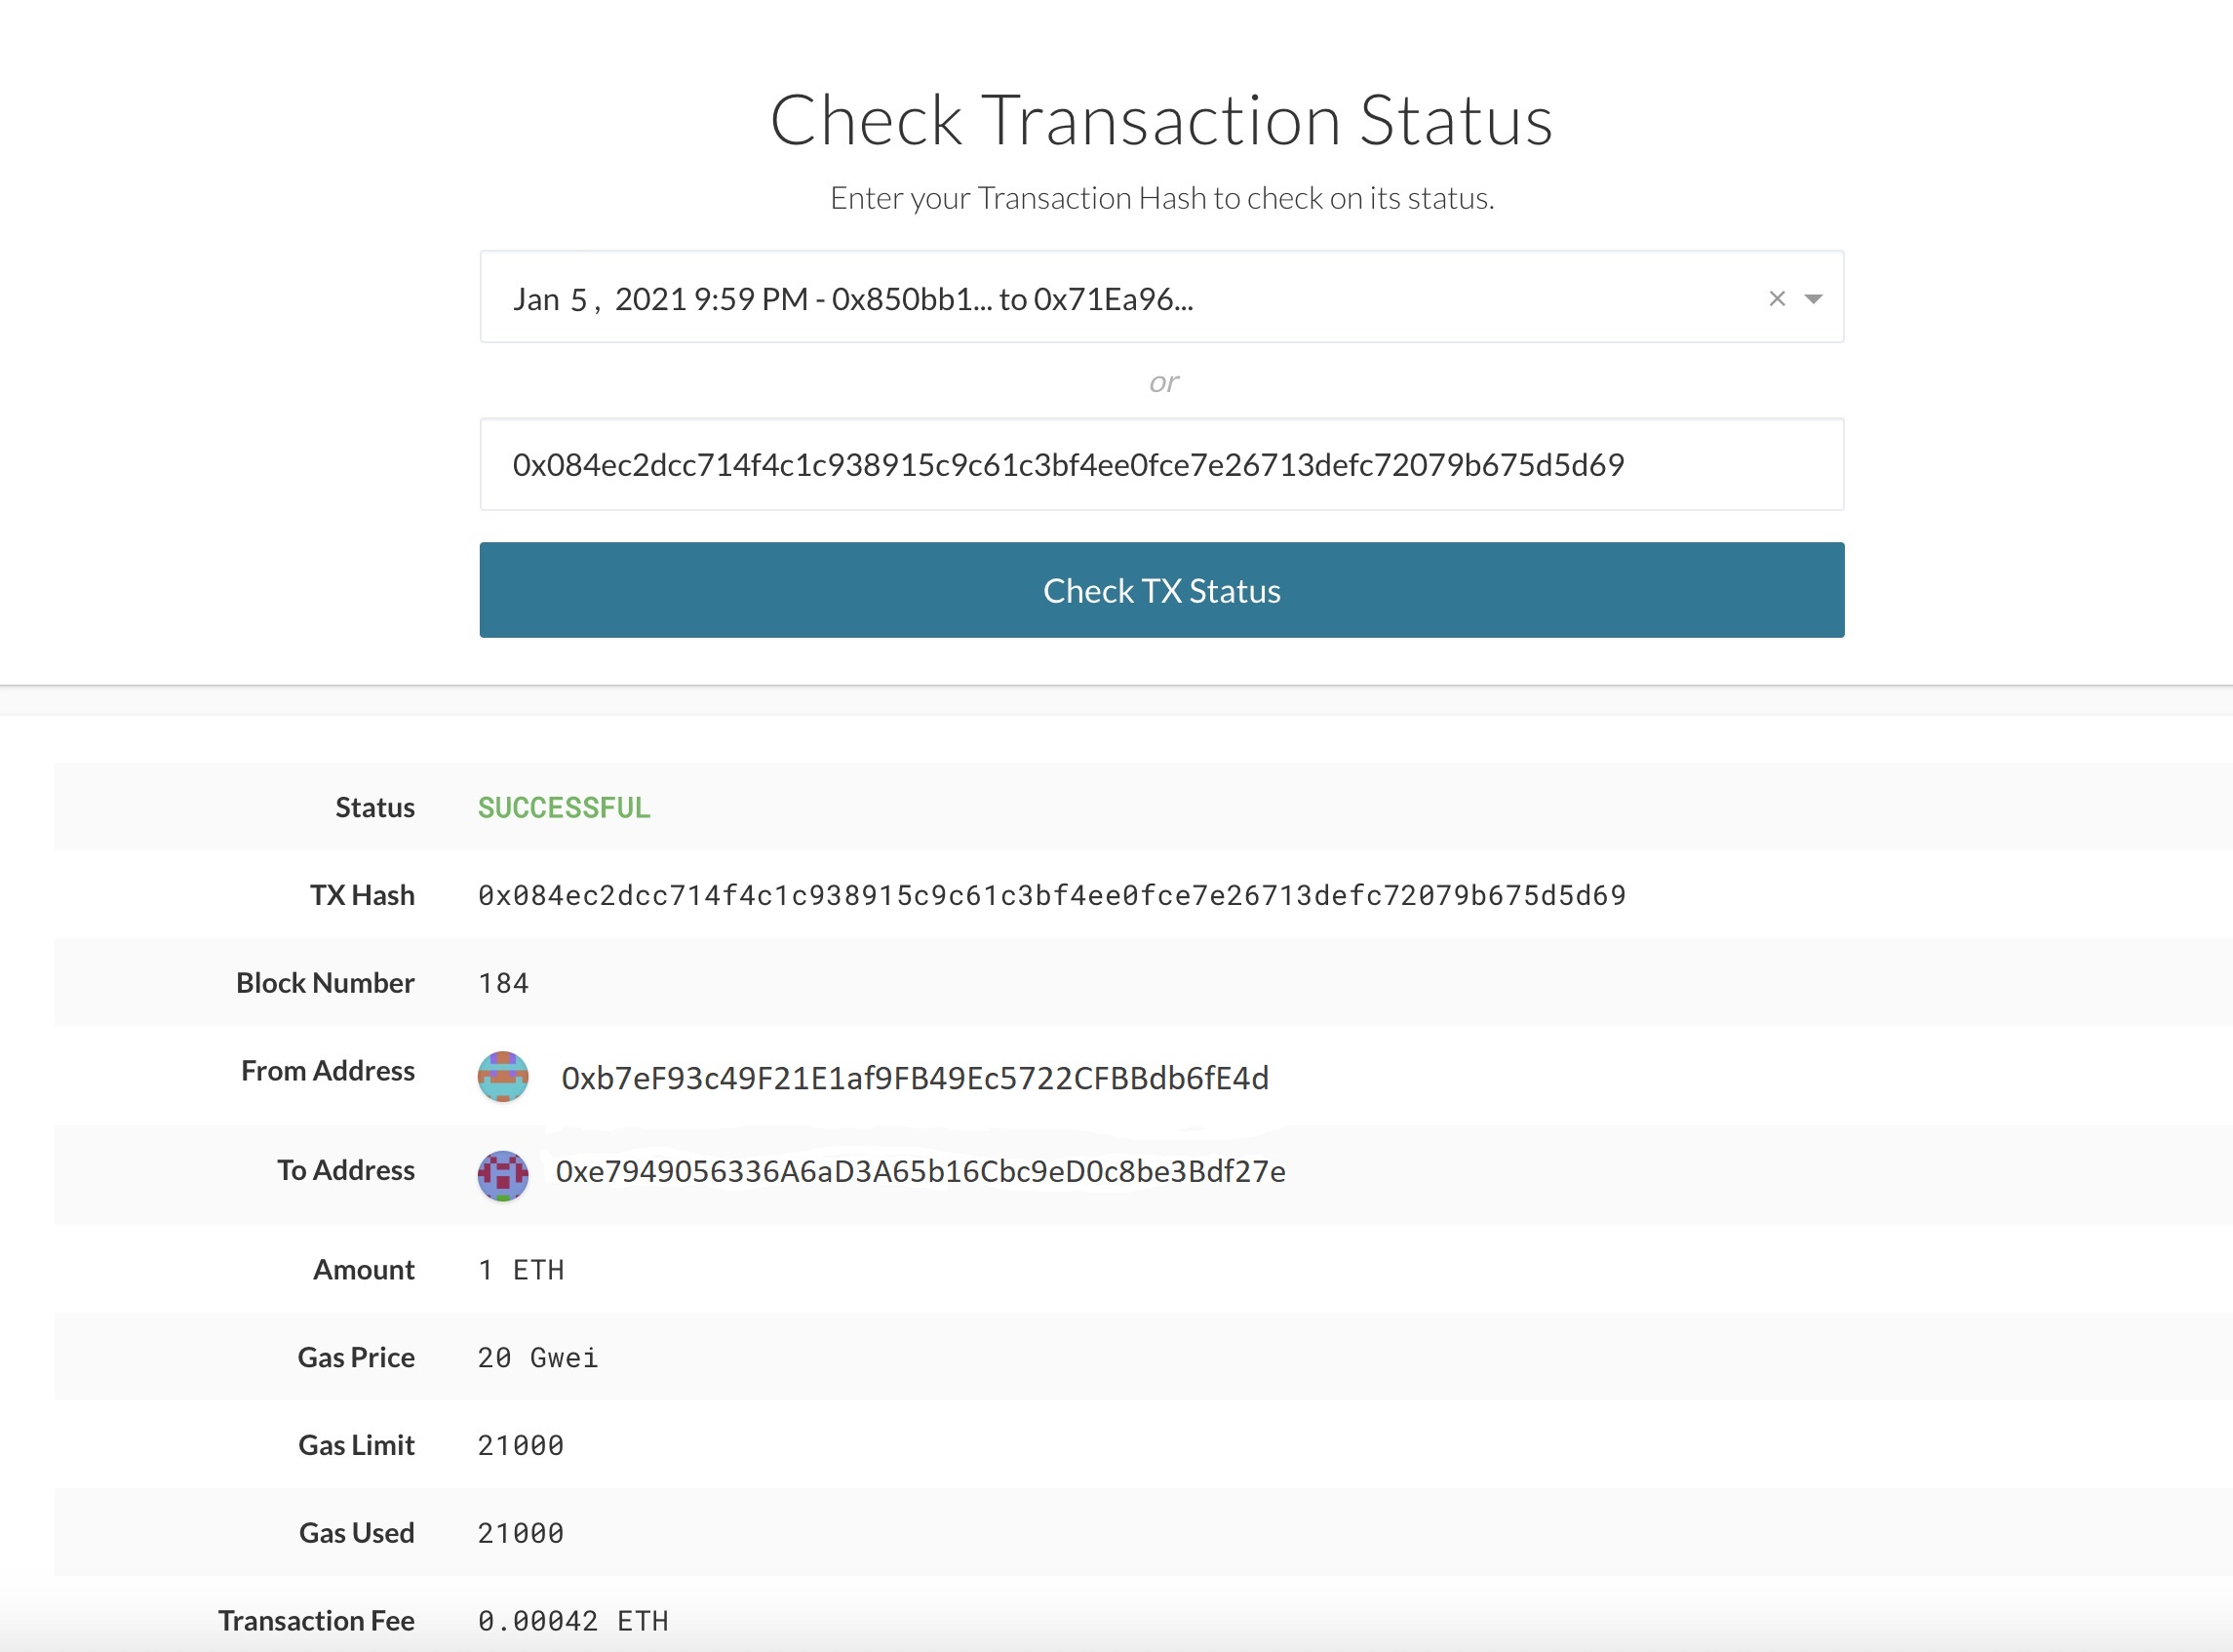 Check Transaction Status
Enter your Transaction Hash to check on its status.
Jan 5, 2021 9:59 PM - 0x850bb1... to 0x71Ea96...
or
0x084ec2dcc714f4c1c938915c9c61c3bf4ee0fce7e26713defc72079b675d5d69
Check TX Status
Status SUCCESSFUL
TX Hash 0x084ec2dcc714f4c1c938915c9c61c3bf4ee0fce7e26713defc72079b675d5d69
Block Number 184
From Address 0xb7eF93c49F21E1af9FB49Ec5722CFBBdb6fE4d
To Address 0xe7949056336A6aD3A65b16Cbc9eD0c8be3Bdf27e
Amount 1 ETH
Gas Price 20 Gwei
Gas Limit 21000
Gas Used 21000
Transaction Fee 0.00042 ETH